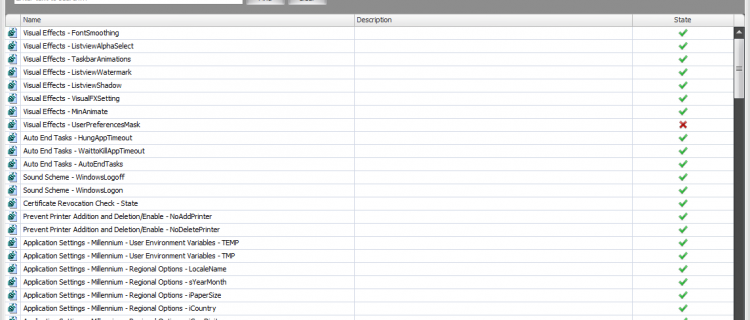 Name Description State
Visual Effects - FontSmoothing
Visual Effects - ListviewAlphaSelect
Visual Effects - TaskbarAnimations
Visual Effects - ListviewWatermark
Visual Effects - ListviewShadow
Visual Effects - VisualFXSetting
Visual Effects - MinAnimate
Visual Effects - UserPreferencesMask
Auto End Tasks - HungAppTimeout
Auto End Tasks - WaittoKillAppTimeout
Auto End Tasks - AutoEndTasks
Sound Scheme - WindowsLogoff
Sound Scheme - WindowsLogon
Certificate Revocation Check - State
Prevent Printer Addition and Deletion/Enable - NoAddPrinter
Prevent Printer Addition and Deletion/Enable - NoDeletePrinter
Application Settings - Millennium - User Environment Variables - TEMP
Application Settings - Millennium - User Environment Variables - TMP
Application Settings - Millennium - Regional Options - LocaleName
Application Settings - Millennium - Regional Options - sYearMonth
Application Settings - Millennium - Regional Options - iPaperSize
Application Settings - Millennium - Regional Options - iCountry